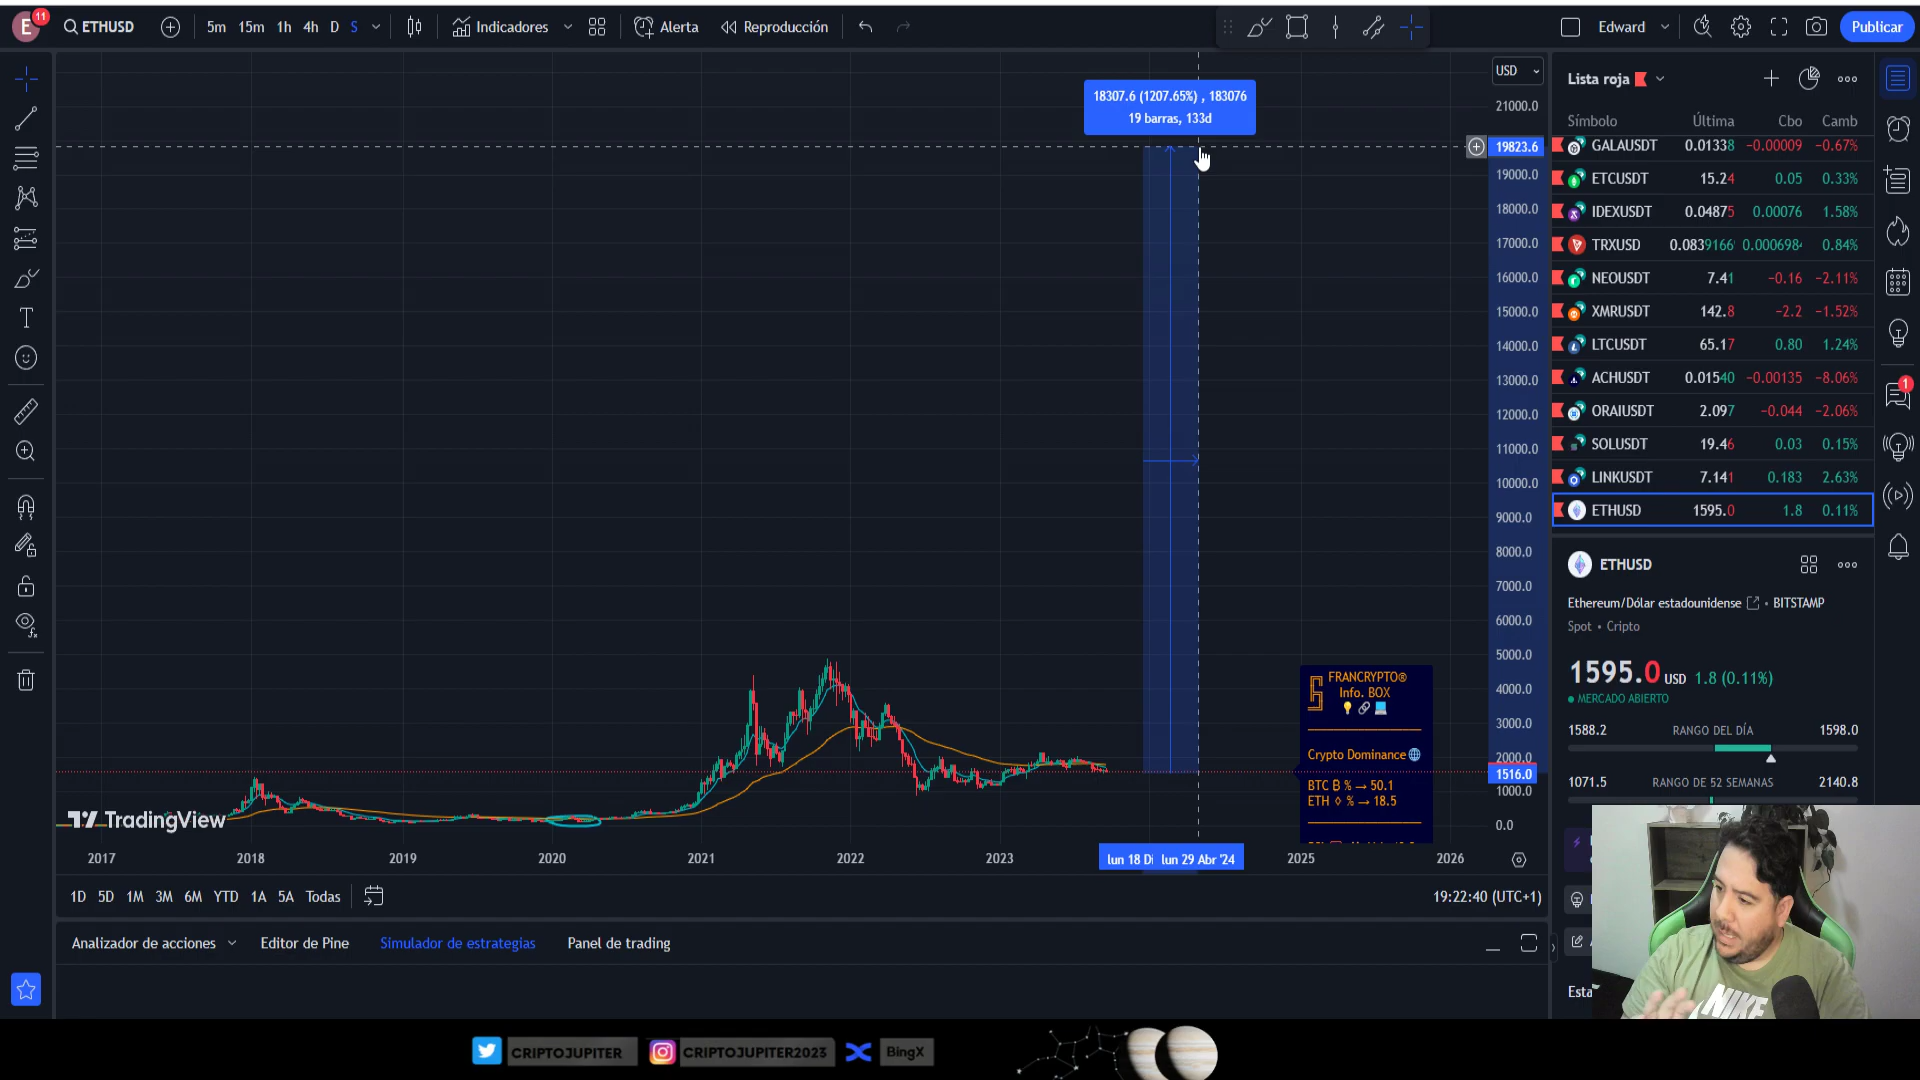 E 11 ETHUSD 5m 15m 1h 4h D S Indicadores Alerta Reproducción Edward Publicar
USD
21000.0
19823.6
19000.0
18000.0
17000.0
16000.0
15000.0
14000.0
13000.0
12000.0
11000.0
10000.0
9000.0
8000.0
7000.0
6000.0
5000.0
4000.0
3000.0
2000.0
1516.0
1000.0
0.0
18307.6 (1207.65%) , 183076
19 barras, 133d
FRANCRYPTO®
Info. BOX
Crypto Dominance
BTC ₿ % → 50.1
ETH ◊ % → 18.5
TradingView
2017 2018 2019 2020 2021 2022 2023 lun 18 Di lun 29 Abr '24 2025 2026
1D 5D 1M 3M 6M YTD 1A 5A Todas 19:22:40 (UTC+1)
Analizador de acciones Editor de Pine Simulador de estrategias Panel de trading
Lista roja
Símbolo Última Cbo Camb
GALAUSDT 0.01338 −0.00009 −0.67%
ETCUSDT 15.24 0.05 0.33%
IDEXUSDT 0.04875 0.00076 1.58%
TRXUSD 0.0839166 0.0006984 0.84%
NEOUSDT 7.41 −0.16 −2.11%
XMRUSDT 142.8 −2.2 −1.52%
LTCUSDT 65.17 0.80 1.24%
ACHUSDT 0.01540 −0.00135 −8.06%
ORAIUSDT 2.097 −0.044 −2.06%
SOLUSDT 19.46 0.03 0.15%
LINKUSDT 7.141 0.183 2.63%
ETHUSD 1595.0 1.8 0.11%
1
ETHUSD
Ethereum/Dólar estadounidense • BITSTAMP
Spot • Cripto
1595.0 USD 1.8 (0.11%)
MERCADO ABIERTO
1588.2 RANGO DEL DÍA 1598.0
1071.5 RANGO DE 52 SEMANAS 2140.8
Esta
NIKE
CRIPTOJUPITER CRIPTOJUPITER2023 BingX